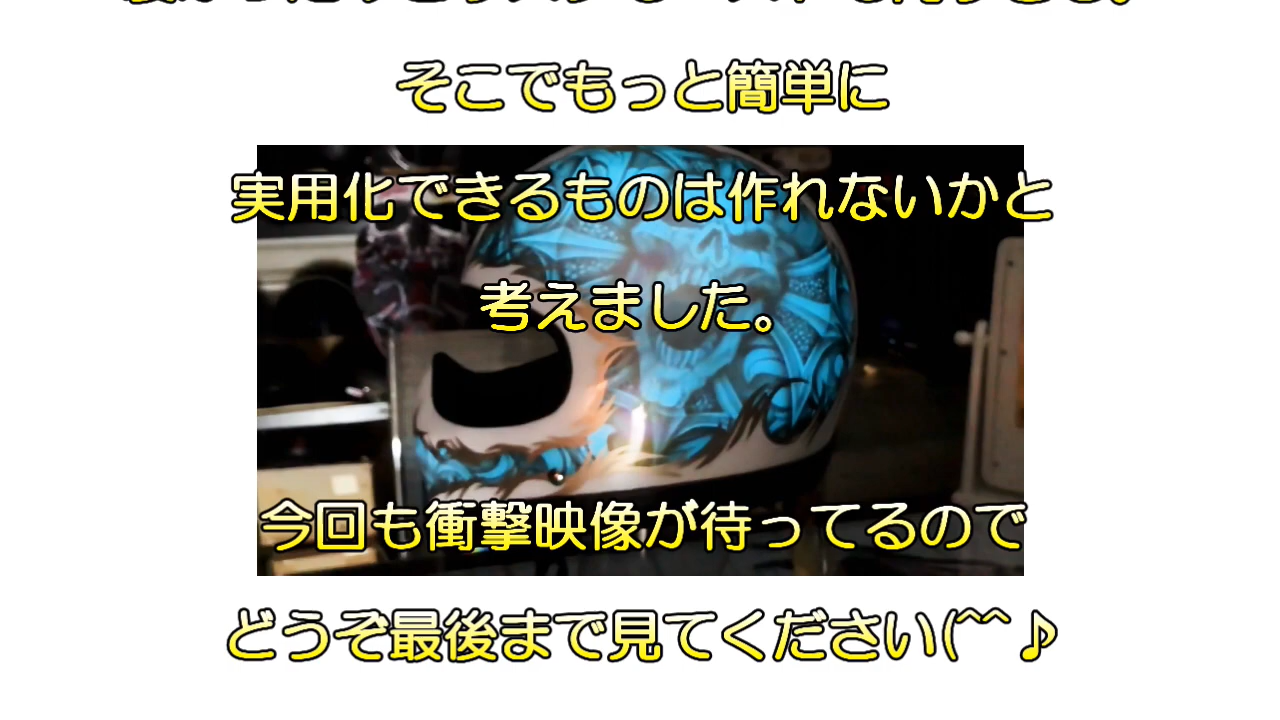 そこでもっと簡単に
実用化できるものは作れないかと
考えました。
今回も衝撃映像が待ってるので
どうぞ最後まで見てください(^^♪